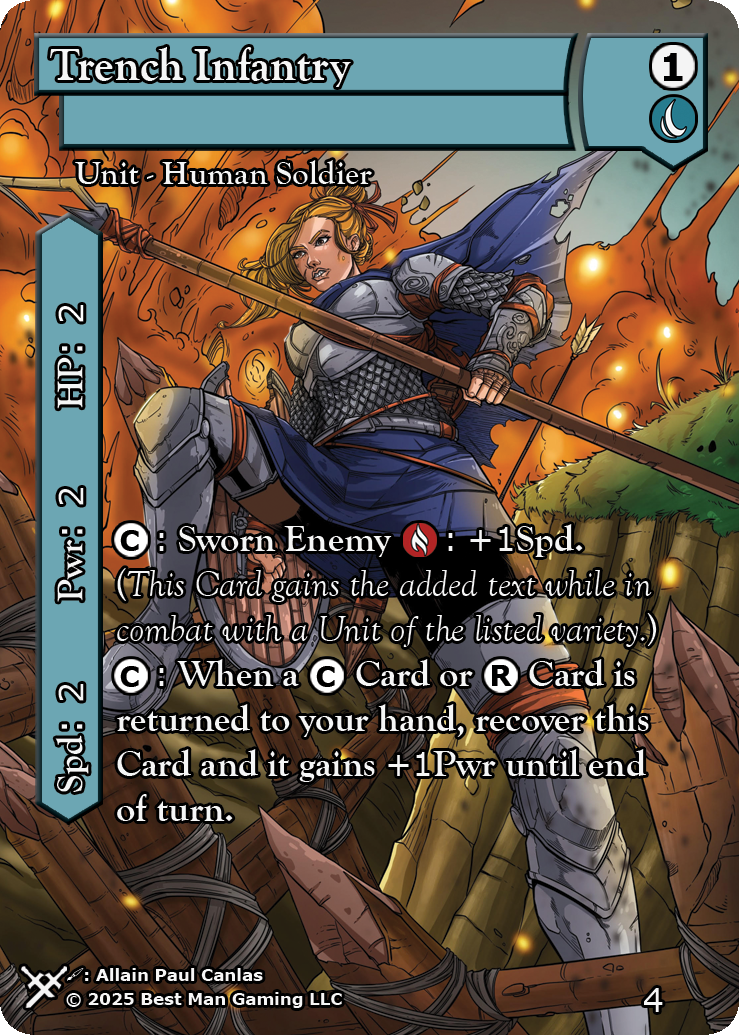 Trench Infantry
1
Unit - Human Soldier
HP: 2
Pwr: 2
Spd: 2
C : Sworn Enemy : +1Spd.
(This Card gains the added text while in
combat with a Unit of the listed variety.)
C : When a C Card or R Card is
returned to your hand, recover this
Card and it gains +1Pwr until end
of turn.
: Allain Paul Canlas
© 2025 Best Man Gaming LLC
4